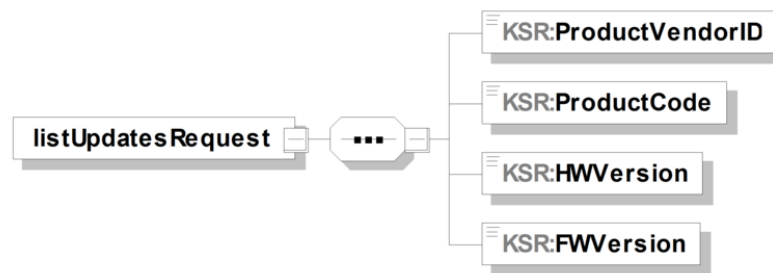 KSR:ProductVendorID
KSR:ProductCode
listUpdatesRequest
KSR:HWVersion
KSR:FWVersion